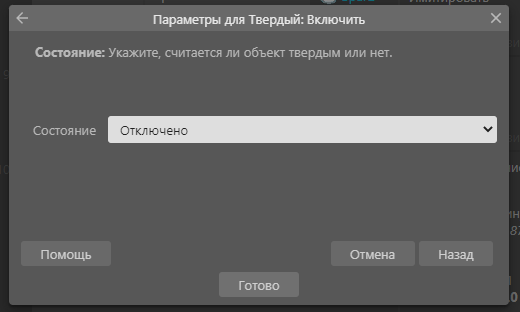 Параметры для Твердый: Включить
Состояние: Укажите, считается ли объект твердым или нет.
Состояние Отключено
Помощь Отмена Назад
Готово